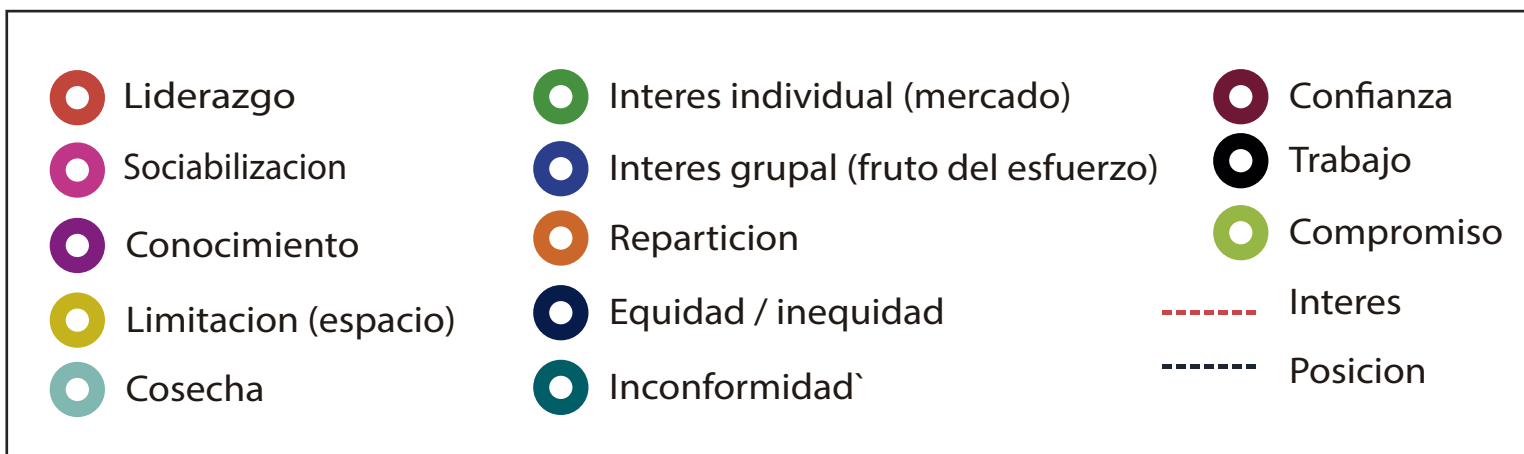 Liderazgo
Sociabilizacion
Conocimiento
Limitacion (espacio)
Cosecha
Interes individual (mercado)
Interes grupal (fruto del esfuerzo)
Reparticion
Equidad / inequidad
Inconformidad`
Confianza
Trabajo
Compromiso
Interes
Posicion